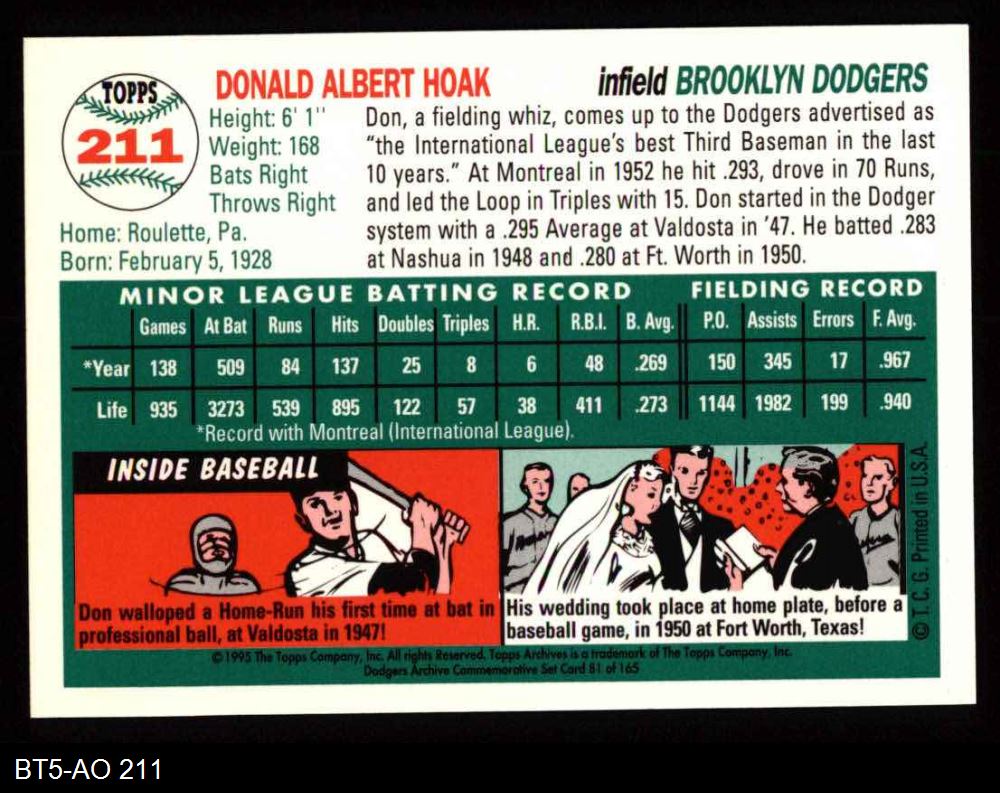 TOPPS
211
DONALD ALBERT HOAK
infield BROOKLYN DODGERS
Height: 6' 1"
Weight: 168
Bats Right
Throws Right
Home: Roulette, Pa.
Born: February 5, 1928
Don, a fielding whiz, comes up to the Dodgers advertised as
"the International League's best Third Baseman in the last
10 years." At Montreal in 1952 he hit .293, drove in 70 Runs,
and led the Loop in Triples with 15. Don started in the Dodger
system with a .295 Average at Valdosta in '47. He batted .283
at Nashua in 1948 and .280 at Ft. Worth in 1950.
MINOR LEAGUE BATTING RECORD FIELDING RECORD
Games At Bat Runs Hits Doubles Triples H.R. R.B.I. B. Avg. P.O. Assists Errors F. Avg.
*Year 138 509 84 137 25 8 6 48 .269 150 345 17 .967
Life 935 3273 539 895 122 57 38 411 .273 1144 1982 199 .940
*Record with Montreal (International League).
INSIDE BASEBALL
Don walloped a Home-Run his first time at bat in
professional ball, at Valdosta in 1947!
His wedding took place at home plate, before a
baseball game, in 1950 at Fort Worth, Texas!
© T. C. G. Printed in U.S.A.
© 1995 The Topps Company, Inc. All rights Reserved. Topps Archives is a trademark of The Topps Company, Inc.
Dodgers Archive Commemorative Set Card 81 of 165
BT5-AO 211